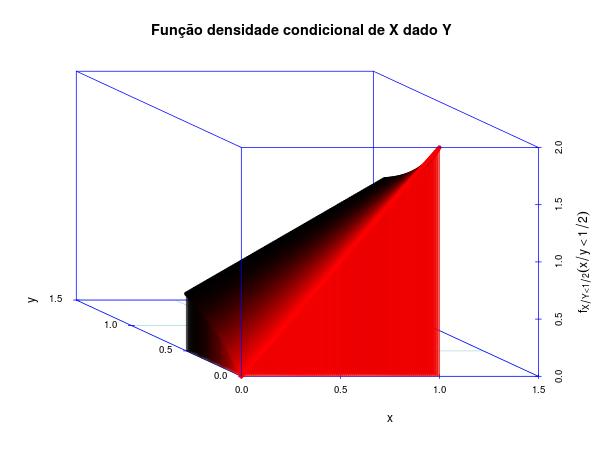 Função densidade condicional de X dado Y
2.0
1.5
1.0
0.5
0.0
f_{X/Y<1/2}(x/y<1/2)
y
1.5
1.0
0.5
0.0
0.0 0.5 1.0 1.5
x